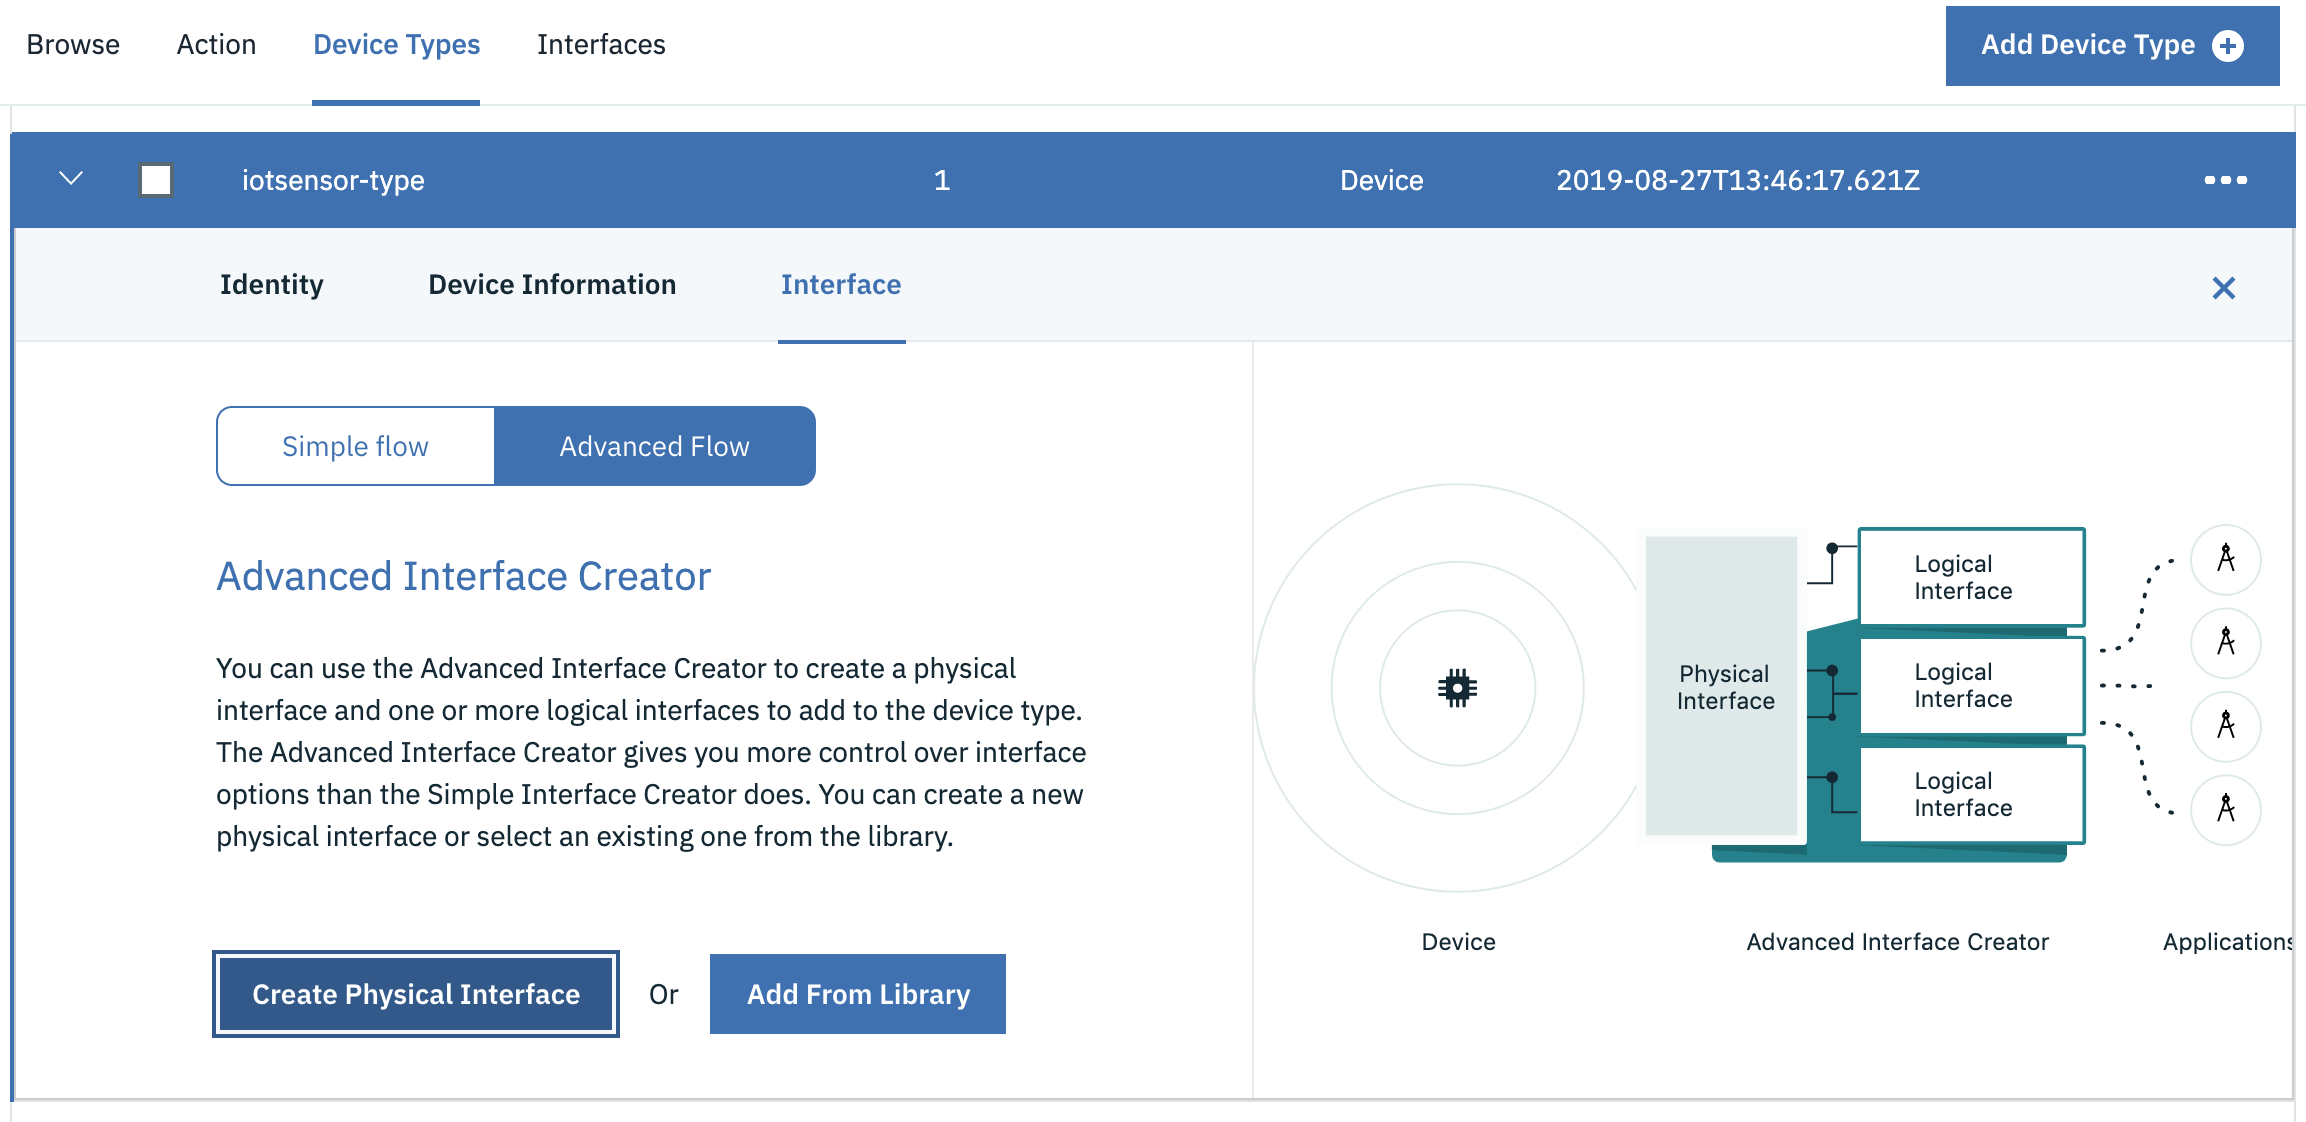 Browse Action Device Types Interfaces Add Device Type
iotsensor-type 1 Device 2019-08-27T13:46:17.621Z
Identity Device Information Interface
Simple flow Advanced Flow
Advanced Interface Creator
You can use the Advanced Interface Creator to create a physical
interface and one or more logical interfaces to add to the device type.
The Advanced Interface Creator gives you more control over interface
options than the Simple Interface Creator does. You can create a new
physical interface or select an existing one from the library.
Create Physical Interface Or Add From Library
Physical
Interface
Logical
Interface
Logical
Interface
Logical
Interface
Device Advanced Interface Creator Applications